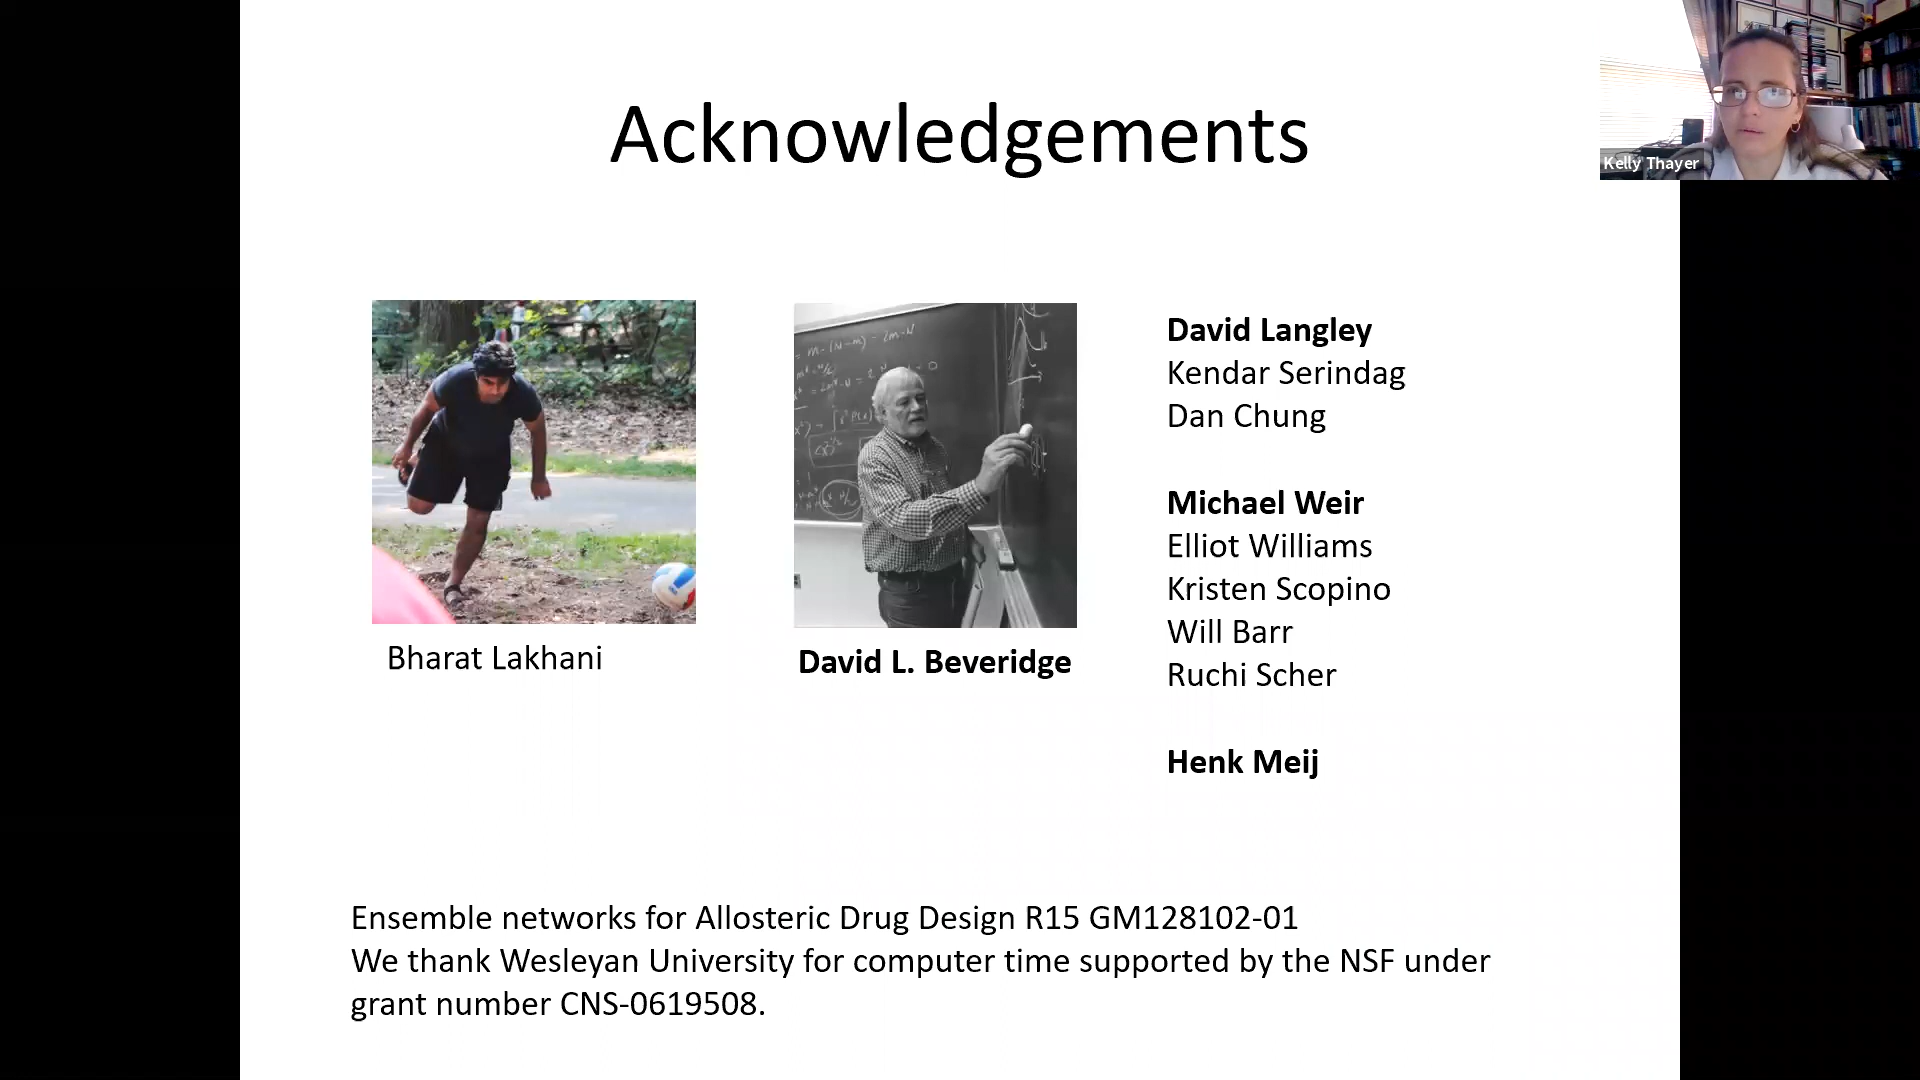 Acknowledgements
Kelly Thayer
David Langley
Kendar Serindag
Dan Chung
Michael Weir
Elliot Williams
Kristen Scopino
Will Barr
Ruchi Scher
Henk Meij
Bharat Lakhani
David L. Beveridge
Ensemble networks for Allosteric Drug Design R15 GM128102-01
We thank Wesleyan University for computer time supported by the NSF under
grant number CNS-0619508.